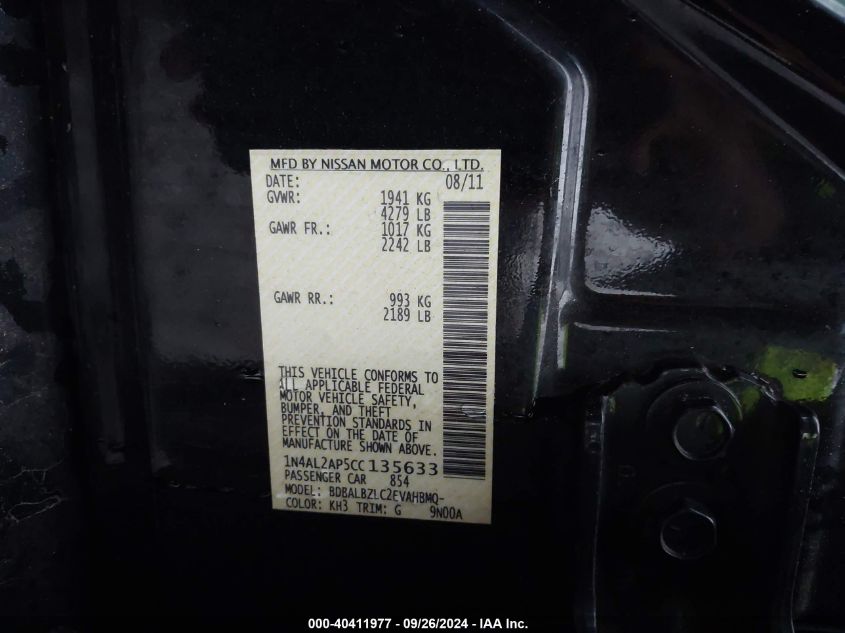 MFD BY NISSAN MOTOR CO., LTD.
DATE: 08/11
GVWR: 1941 KG
4279 LB
GAWR FR.: 1017 KG
2242 LB
GAWR RR.: 993 KG
2189 LB
THIS VEHICLE CONFORMS TO
ALL APPLICABLE FEDERAL
MOTOR VEHICLE SAFETY,
BUMPER, AND THEFT
PREVENTION STANDARDS IN
EFFECT ON THE DATE OF
MANUFACTURE SHOWN ABOVE.
1N4AL2AP5CC135633
PASSENGER CAR 854
MODEL: BDBALBZLC2EVAHBMQ-
COLOR: KH3 TRIM: G 9N00A
000-40411977 - 09/26/2024 - IAA Inc.